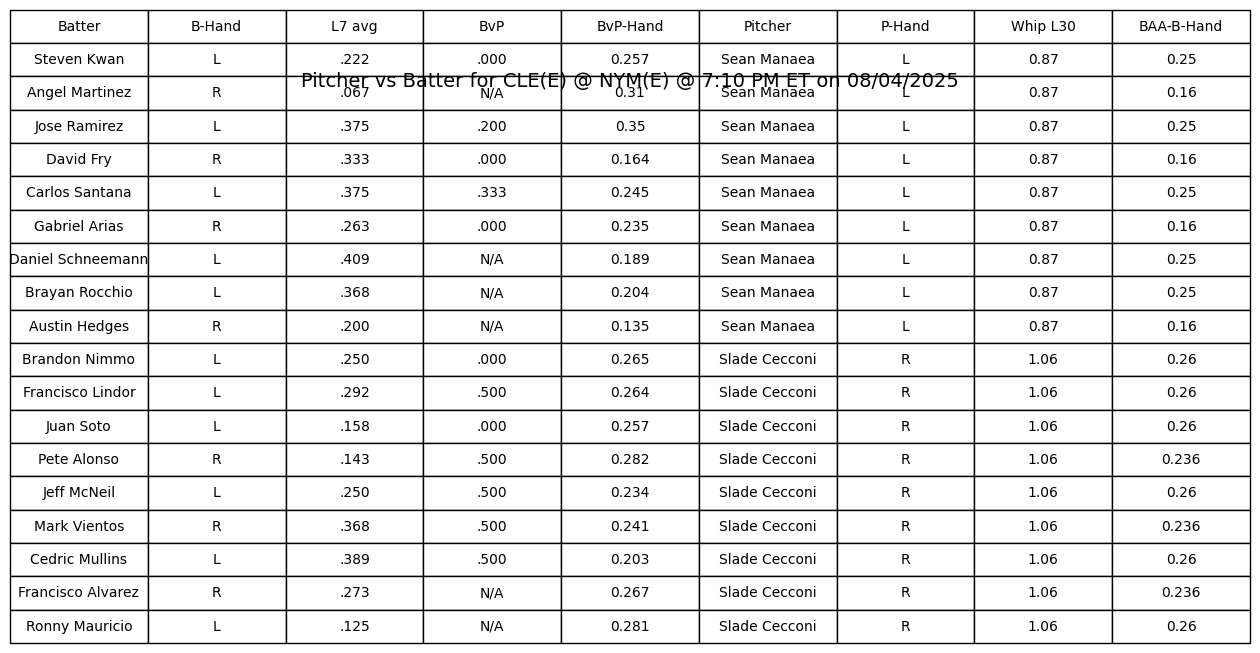 Batter B-Hand L7 avg BvP BvP-Hand Pitcher P-Hand Whip L30 BAA-B-Hand
Steven Kwan L .222 .000 0.257 Sean Manaea L 0.87 0.25
Pitcher vs Batter for CLE(E) @ NYM(E) @ 7:10 PM ET on 08/04/2025
Angel Martinez R .067 N/A 0.31 Sean Manaea L 0.87 0.16
Jose Ramirez L .375 .200 0.35 Sean Manaea L 0.87 0.25
David Fry R .333 .000 0.164 Sean Manaea L 0.87 0.16
Carlos Santana L .375 .333 0.245 Sean Manaea L 0.87 0.25
Gabriel Arias R .263 .000 0.235 Sean Manaea L 0.87 0.16
Daniel Schneemann L .409 N/A 0.189 Sean Manaea L 0.87 0.25
Brayan Rocchio L .368 N/A 0.204 Sean Manaea L 0.87 0.25
Austin Hedges R .200 N/A 0.135 Sean Manaea L 0.87 0.16
Brandon Nimmo L .250 .000 0.265 Slade Cecconi R 1.06 0.26
Francisco Lindor L .292 .500 0.264 Slade Cecconi R 1.06 0.26
Juan Soto L .158 .000 0.257 Slade Cecconi R 1.06 0.26
Pete Alonso R .143 .500 0.282 Slade Cecconi R 1.06 0.236
Jeff McNeil L .250 .500 0.234 Slade Cecconi R 1.06 0.26
Mark Vientos R .368 .500 0.241 Slade Cecconi R 1.06 0.236
Cedric Mullins L .389 .500 0.203 Slade Cecconi R 1.06 0.26
Francisco Alvarez R .273 N/A 0.267 Slade Cecconi R 1.06 0.236
Ronny Mauricio L .125 N/A 0.281 Slade Cecconi R 1.06 0.26